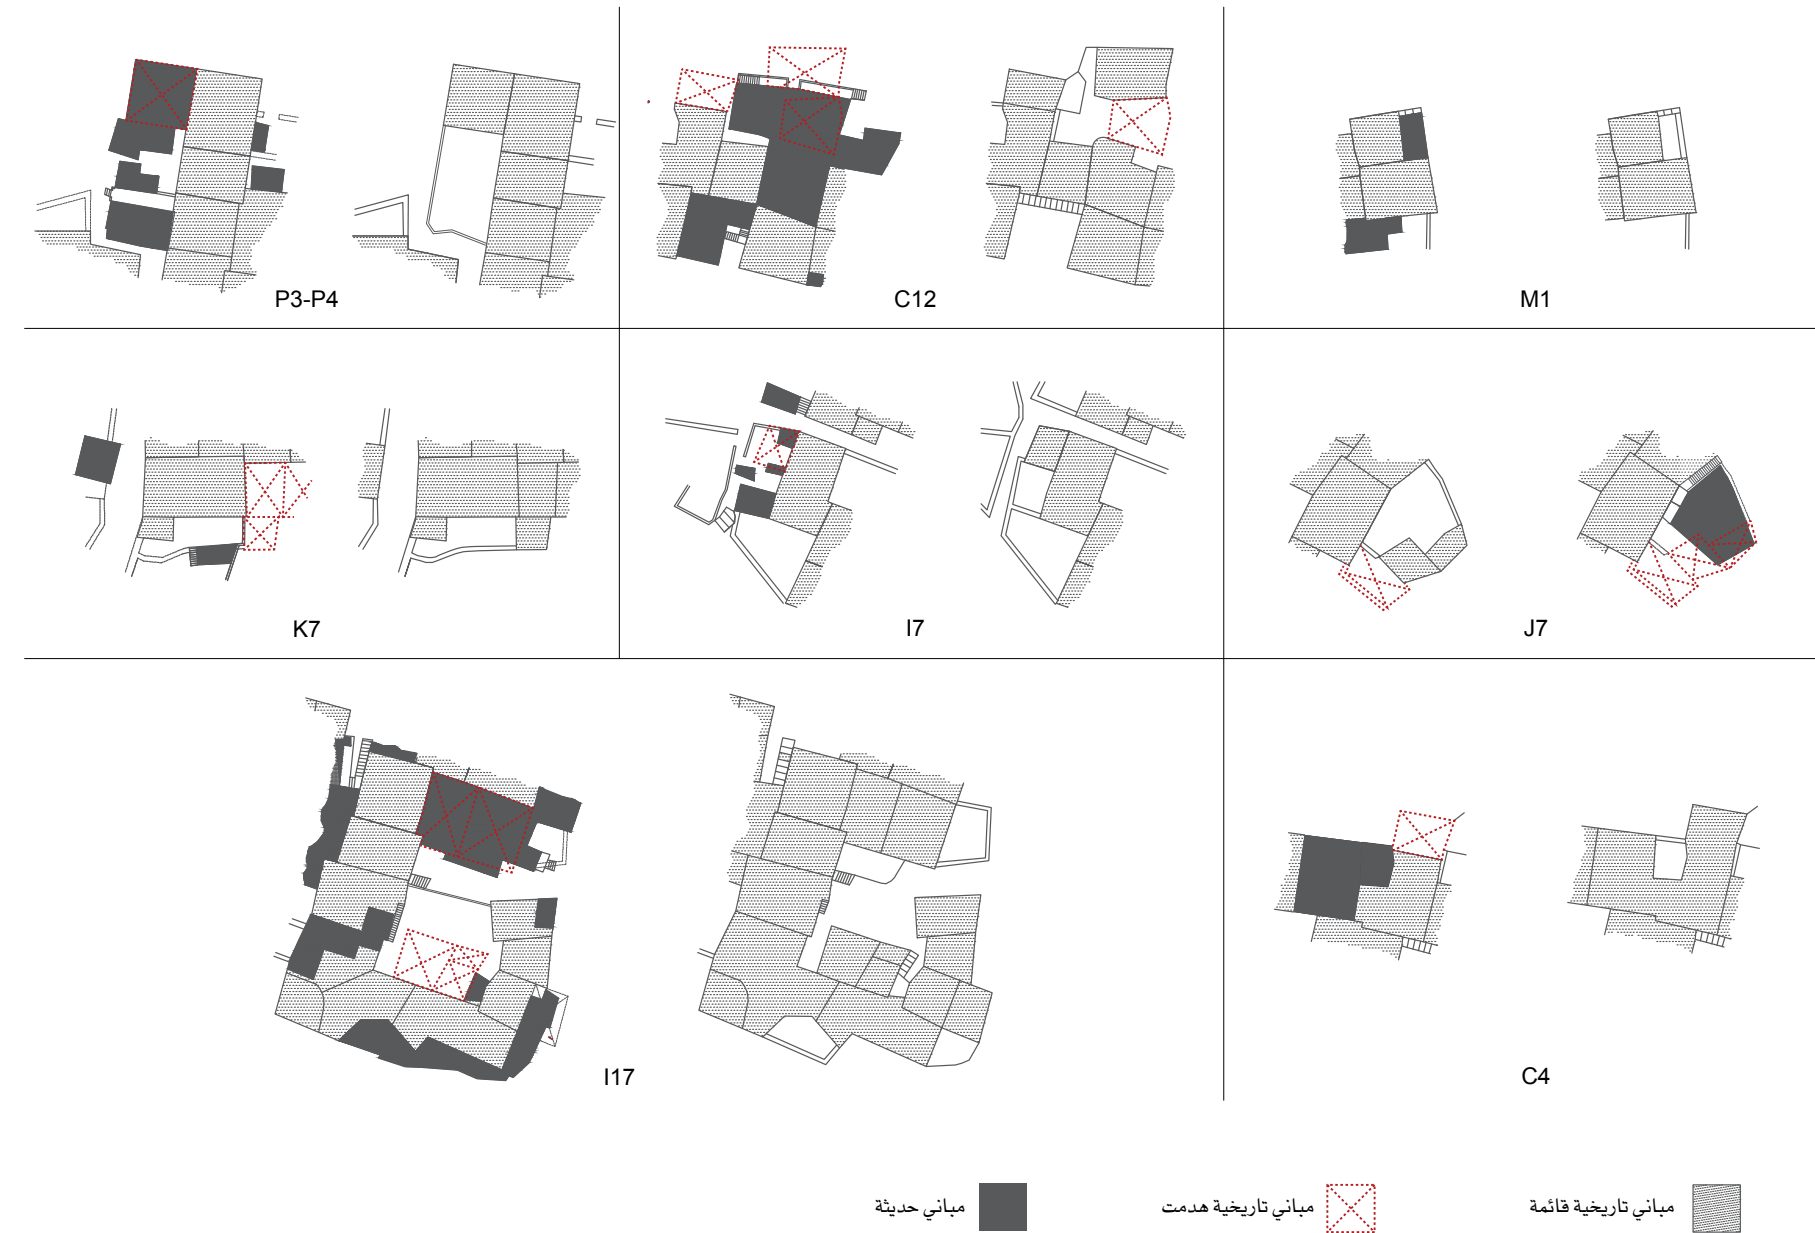 P3-P4
C12
M1
K7
I7
J7
I17
C4
مباني تاريخية قائمة
مباني تاريخية هدمت
مباني حديثة